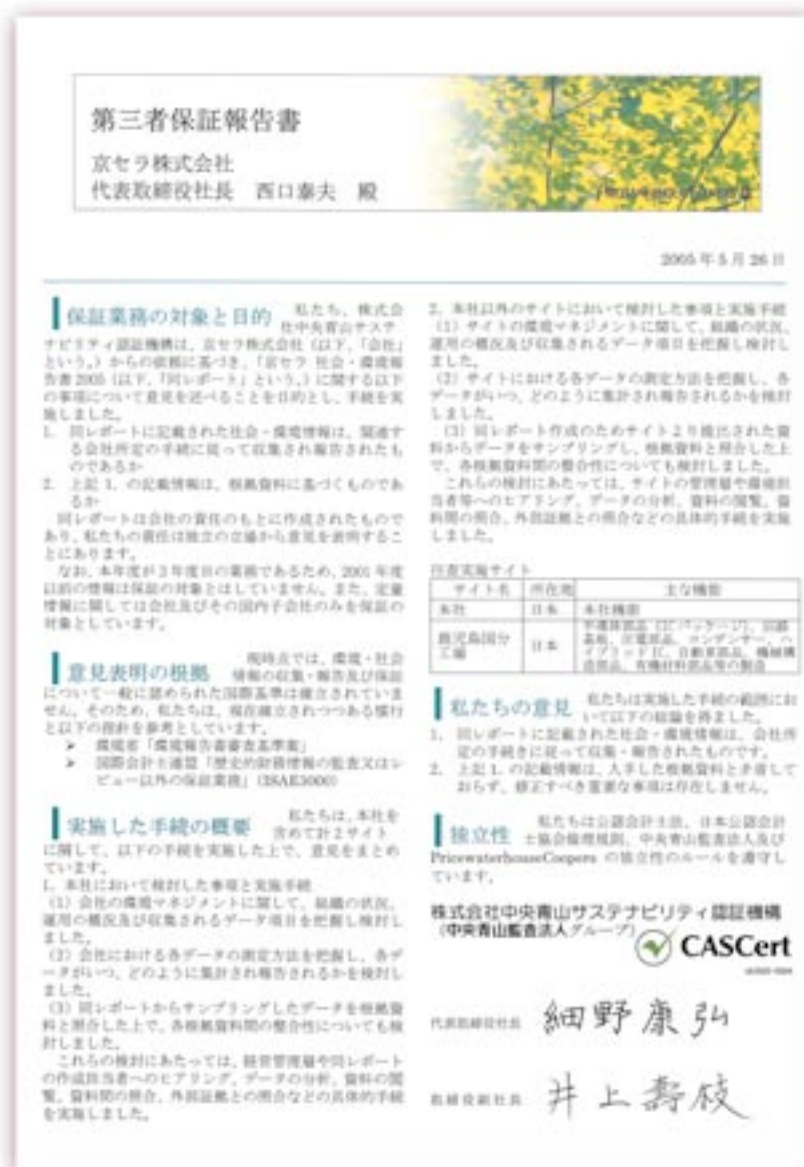 第三者保証報告書
京セラ株式会社
代表取締役社長 西口泰夫 殿
2005年5月26日
保証業務の対象と目的 私たち、株式会
社中央青山サステ
ナビリティ認証機構は、京セラ株式会社（以下、「会社」
という。）からの依頼に基づき、「京セラ 社会・環境報
告書2005（以下、「同レポート」という。）に関する以下
の事項について意見を述べることを目的とし、手続を実
施しました。
1. 同レポートに記載された社会・環境情報は、関連す
る会社所定の手続に従って収集され報告されたも
のであるか
2. 上記1. の記載情報は、根拠資料に基づくものであ
るか
同レポートは会社の責任のもとに作成されたもので
あり、私たちの責任は独立の立場から意見を表明するこ
とにあります。
なお、本年度が3年度目の業務であるため、2001年度
以前の情報は保証の対象とはしていません。また、定量
情報に関しては会社及びその国内子会社のみを保証の
対象としています。
意見表明の根拠 現時点では、環境・社会
情報の収集・報告及び保証
について一般に認められた国際基準は確立されていま
せん。そのため、私たちは、現在確立されつつある慣行
と以下の指針を参考としています。
➤ 環境省「環境報告書審査基準案」
➤ 国際会計士連盟「歴史的財務情報の監査又はレ
ビュー以外の保証業務」（ISAE3000）
実施した手続の概要 私たちは、本社を
含めて計2サイト
に関して、以下の手続を実施した上で、意見をまとめ
ています。
1. 本社において検討した事項と実施手続
（1）会社の環境マネジメントに関して、組織の状況、
運用の概況及び収集されるデータ項目を把握し検討し
ました。
（2）会社における各データの測定方法を把握し、各デ
ータがいつ、どのように集計され報告されるかを検討し
ました。
（3）同レポートからサンプリングしたデータを根拠資
料と照合した上で、各根拠資料間の整合性についても検
討しました。
これらの検討にあたっては、経営管理層や同レポート
の作成担当者へのヒアリング、データの分析、資料の閲
覧、資料間の照合、外部証拠との照合などの具体的手続
を実施しました。
2. 本社以外のサイトにおいて検討した事項と実施手続
（1）サイトの環境マネジメントに関して、組織の状況、
運用の概況及び収集されるデータ項目を把握し検討し
ました。
（2）サイトにおける各データの測定方法を把握し、各
データがいつ、どのように集計され報告されるかを検討
しました。
（3）同レポート作成のためサイトより提出された資
料からデータをサンプリングし、根拠資料と照合した上
で、各根拠資料間の整合性についても検討しました。
これらの検討にあたっては、サイトの管理層や環境担
当者等へのヒアリング、データの分析、資料の閲覧、資
料間の照合、外部証拠との照合などの具体的手続を実施
しました。
往査実施サイト
サイト名 所在地 主な機能
本社 日本 本社機能
鹿児島国分工場 日本 半導体部品（ICパッケージ）、回路
基板、圧電部品、コンデンサー、ハ
イブリッドIC、自動車部品、機械構
造部品、有機材料部品等の製造
私たちの意見 私たちは実施した手続の範囲にお
いて以下の結論を得ました。
1. 同レポートに記載された社会・環境情報は、会社所
定の手続きに従って収集・報告されたものです。
2. 上記1. の記載情報は、入手した根拠資料と矛盾して
おらず、修正すべき重要な事項は存在しません。
独立性 私たちは公認会計士法、日本公認会計
士協会倫理規則、中央青山監査法人及び
PricewaterhouseCoopers の独立性のルールを遵守し
ています。
株式会社中央青山サステナビリティ認証機構
（中央青山監査法人グループ）
CASCert
代表取締役社長 細野康弘
取締役副社長 井上壽枝